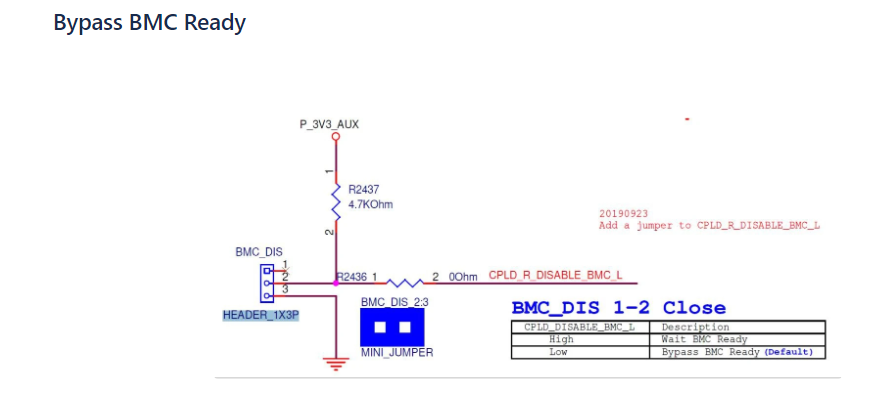 Bypass BMC Ready
P_3V3_AUX
1
R2437
4.7KOhm
2
20190923
Add a jumper to CPLD_R_DISABLE_BMC_L
BMC_DIS
1
2
3
R2436 1
2 0Ohm CPLD_R_DISABLE_BMC_L
HEADER_1X3P
BMC_DIS_2:3
MINI_JUMPER
BMC_DIS 1-2 Close
CPLD_DISABLE_BMC_L Description
High Wait BMC Ready
Low Bypass BMC Ready (Default)